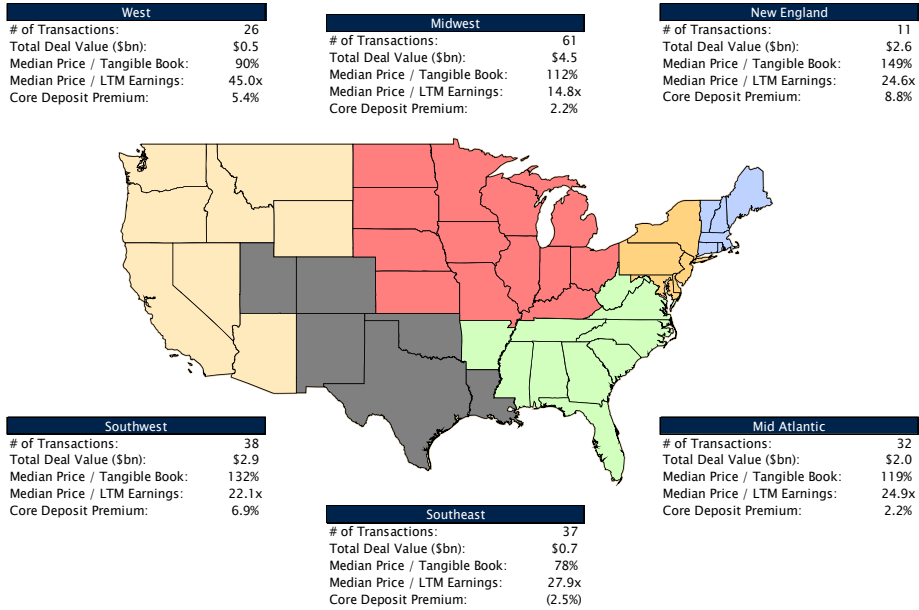 West
# of Transactions: 26
Total Deal Value ($bn): $0.5
Median Price / Tangible Book: 90%
Median Price / LTM Earnings: 45.0x
Core Deposit Premium: 5.4%
Midwest
# of Transactions: 61
Total Deal Value ($bn): $4.5
Median Price / Tangible Book: 112%
Median Price / LTM Earnings: 14.8x
Core Deposit Premium: 2.2%
New England
# of Transactions: 11
Total Deal Value ($bn): $2.6
Median Price / Tangible Book: 149%
Median Price / LTM Earnings: 24.6x
Core Deposit Premium: 8.8%
Southwest
# of Transactions: 38
Total Deal Value ($bn): $2.9
Median Price / Tangible Book: 132%
Median Price / LTM Earnings: 22.1x
Core Deposit Premium: 6.9%
Southeast
# of Transactions: 37
Total Deal Value ($bn): $0.7
Median Price / Tangible Book: 78%
Median Price / LTM Earnings: 27.9x
Core Deposit Premium: (2.5%)
Mid Atlantic
# of Transactions: 32
Total Deal Value ($bn): $2.0
Median Price / Tangible Book: 119%
Median Price / LTM Earnings: 24.9x
Core Deposit Premium: 2.2%